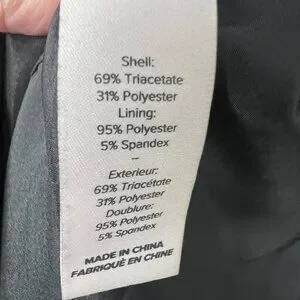 Shell:
69% Triacetate
31% Polyester
Lining:
95% Polyester
5% Spandex
–
Exterieur:
69% Triacétate
31% Polyester
Doublure:
95% Polyester
5% Spandex
MADE IN CHINA
FABRIQUÉ EN CHINE